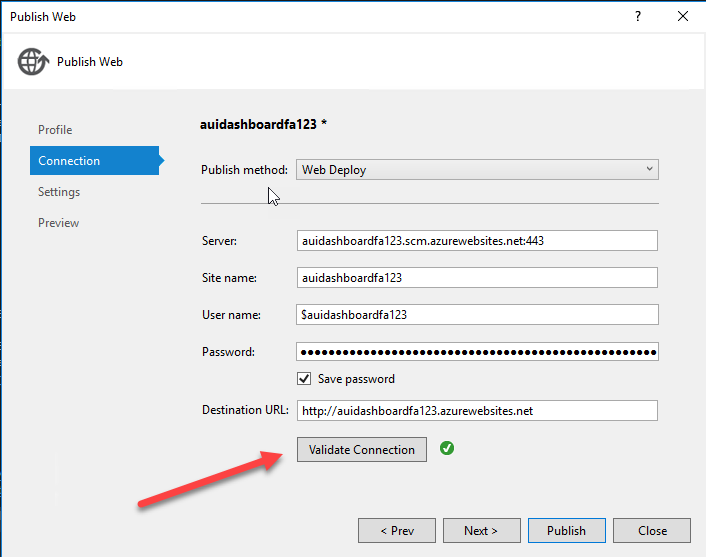 Publish Web
?
Publish Web
Profile
Connection
Settings
Preview
auidashboardfa123 *
Publish method: Web Deploy
Server: auidashboardfa123.scm.azurewebsites.net:443
Site name: auidashboardfa123
User name: $auidashboardfa123
Password:
Save password
Destination URL: http://auidashboardfa123.azurewebsites.net
Validate Connection
< Prev Next > Publish Close